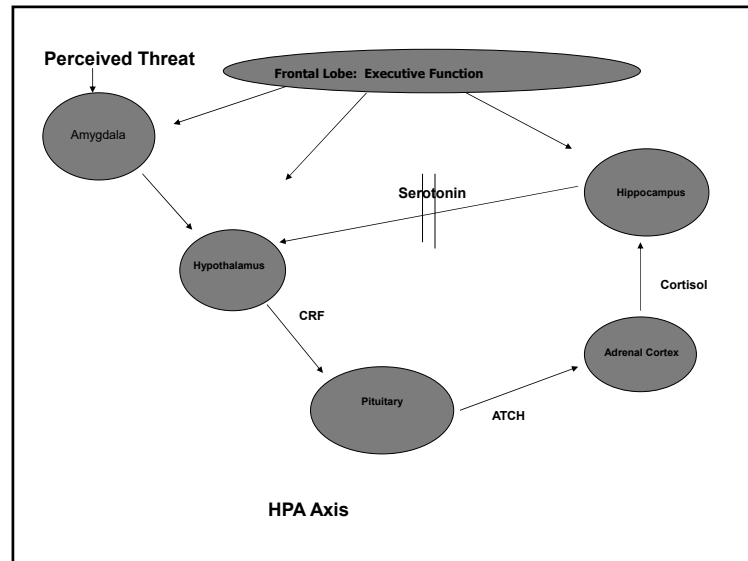 Perceived Threat
Frontal Lobe: Executive Function
Amygdala
Serotonin
Hippocampus
Hypothalamus
Cortisol
CRF
Adrenal Cortex
Pituitary
ATCH
HPA Axis